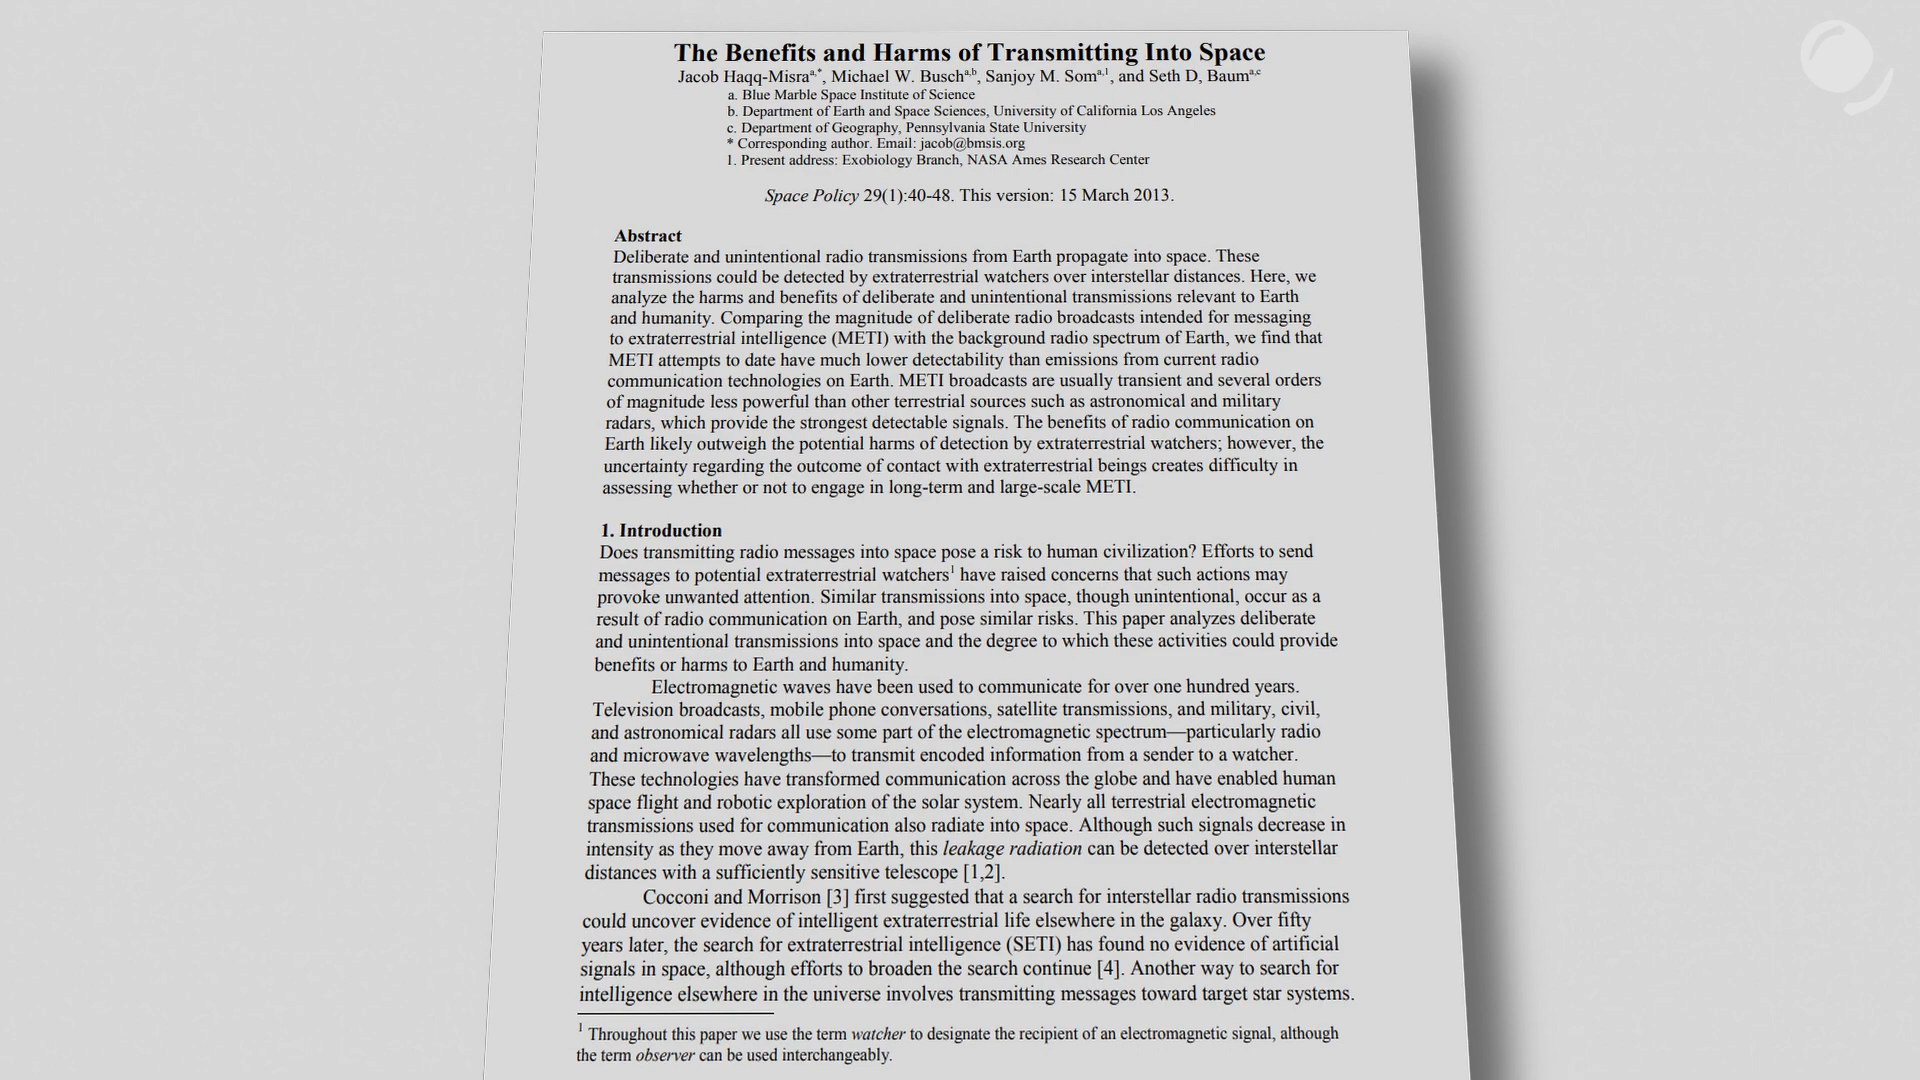 The Benefits and Harms of Transmitting Into Space
Jacob Haqq-Misraa,*, Michael W. Buscha,b, Sanjoy M. Soma,1, and Seth D, Bauma,c
a. Blue Marble Space Institute of Science
b. Department of Earth and Space Sciences, University of California Los Angeles
c. Department of Geography, Pennsylvania State University
* Corresponding author. Email: jacob@bmsis.org
1. Present address: Exobiology Branch, NASA Ames Research Center
Space Policy 29(1):40-48. This version: 15 March 2013.
Abstract
Deliberate and unintentional radio transmissions from Earth propagate into space. These
transmissions could be detected by extraterrestrial watchers over interstellar distances. Here, we
analyze the harms and benefits of deliberate and unintentional transmissions relevant to Earth
and humanity. Comparing the magnitude of deliberate radio broadcasts intended for messaging
to extraterrestrial intelligence (METI) with the background radio spectrum of Earth, we find that
METI attempts to date have much lower detectability than emissions from current radio
communication technologies on Earth. METI broadcasts are usually transient and several orders
of magnitude less powerful than other terrestrial sources such as astronomical and military
radars, which provide the strongest detectable signals. The benefits of radio communication on
Earth likely outweigh the potential harms of detection by extraterrestrial watchers; however, the
uncertainty regarding the outcome of contact with extraterrestrial beings creates difficulty in
assessing whether or not to engage in long-term and large-scale METI.
1. Introduction
Does transmitting radio messages into space pose a risk to human civilization? Efforts to send
messages to potential extraterrestrial watchers1 have raised concerns that such actions may
provoke unwanted attention. Similar transmissions into space, though unintentional, occur as a
result of radio communication on Earth, and pose similar risks. This paper analyzes deliberate
and unintentional transmissions into space and the degree to which these activities could provide
benefits or harms to Earth and humanity.
Electromagnetic waves have been used to communicate for over one hundred years.
Television broadcasts, mobile phone conversations, satellite transmissions, and military, civil,
and astronomical radars all use some part of the electromagnetic spectrum—particularly radio
and microwave wavelengths—to transmit encoded information from a sender to a watcher.
These technologies have transformed communication across the globe and have enabled human
space flight and robotic exploration of the solar system. Nearly all terrestrial electromagnetic
transmissions used for communication also radiate into space. Although such signals decrease in
intensity as they move away from Earth, this leakage radiation can be detected over interstellar
distances with a sufficiently sensitive telescope [1,2].
Cocconi and Morrison [3] first suggested that a search for interstellar radio transmissions
could uncover evidence of intelligent extraterrestrial life elsewhere in the galaxy. Over fifty
years later, the search for extraterrestrial intelligence (SETI) has found no evidence of artificial
signals in space, although efforts to broaden the search continue [4]. Another way to search for
intelligence elsewhere in the universe involves transmitting messages toward target star systems.
1 Throughout this paper we use the term watcher to designate the recipient of an electromagnetic signal, although
the term observer can be used interchangeably.